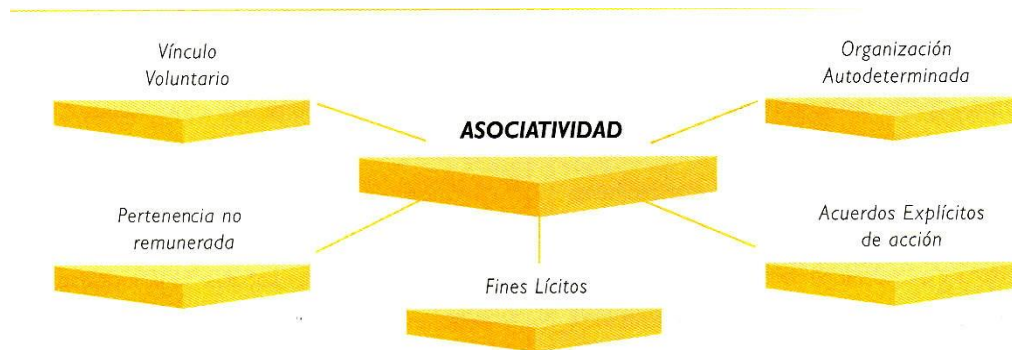 Vínculo
Voluntario
Organización
Autodeterminada
ASOCIATIVIDAD
Pertenencia no
remunerada
Acuerdos Explícitos
de acción
Fines Lícitos